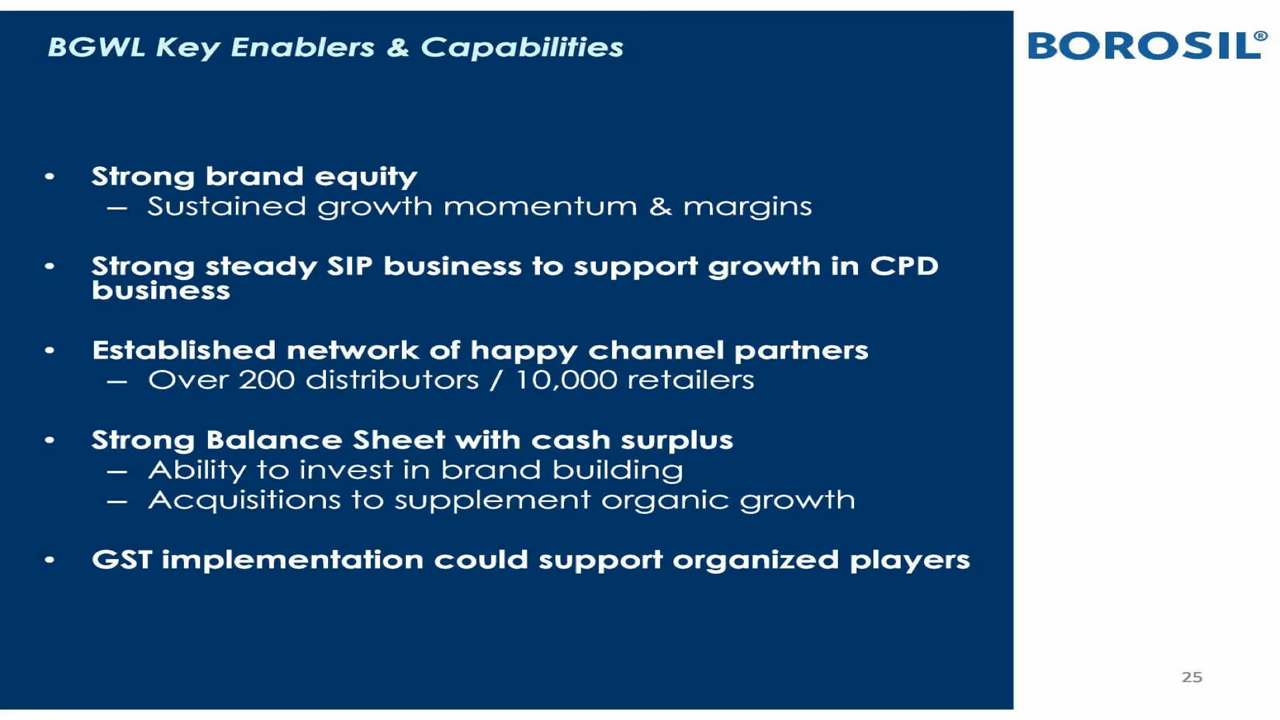 BGWL Key Enablers & Capabilities
BOROSIL®
• Strong brand equity
– Sustained growth momentum & margins
• Strong steady SIP business to support growth in CPD
business
• Established network of happy channel partners
– Over 200 distributors / 10,000 retailers
• Strong Balance Sheet with cash surplus
– Ability to invest in brand building
– Acquisitions to supplement organic growth
• GST implementation could support organized players
25